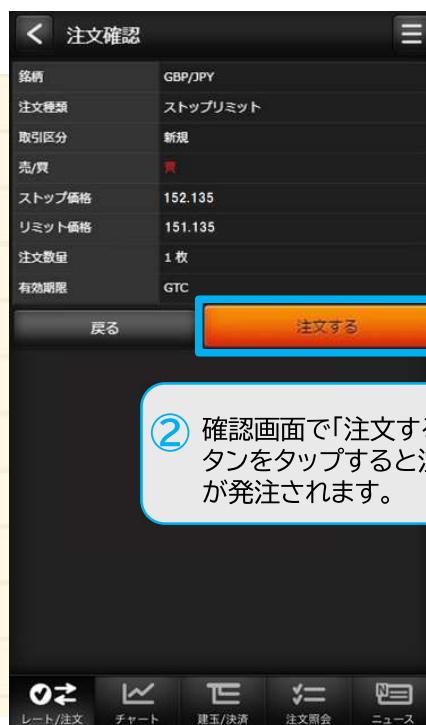 注文確認
銘柄 GBP/JPY
注文種類 ストップリミット
取引区分 新規
売/買 買
ストップ価格 152.135
リミット価格 151.135
注文数量 1 枚
有効期限 GTC
戻る 注文する
② 確認画面で「注文する
タンをタップすると注
が発注されます。
レート/注文 チャート 建玉/決済 注文照会 ニュース